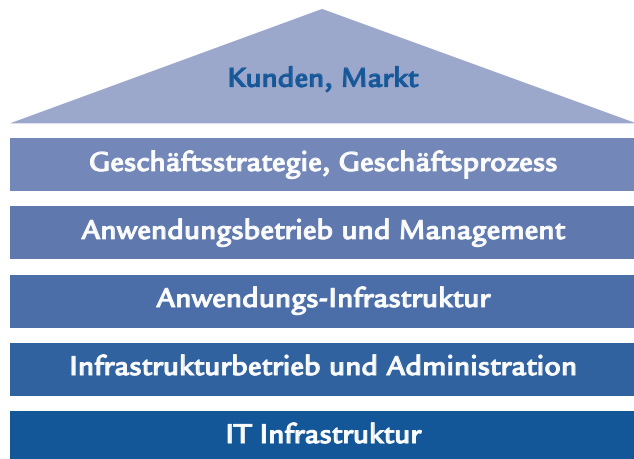 Kunden, Markt
Geschäftsstrategie, Geschäftsprozess
Anwendungsbetrieb und Management
Anwendungs-Infrastruktur
Infrastrukturbetrieb und Administration
IT Infrastruktur